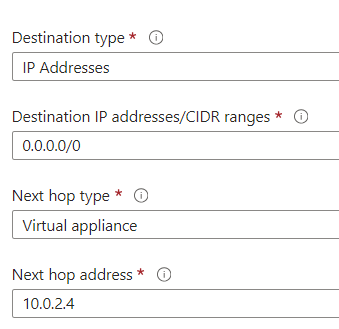 Destination type *
IP Addresses
Destination IP addresses/CIDR ranges *
0.0.0.0/0
Next hop type *
Virtual appliance
Next hop address *
10.0.2.4